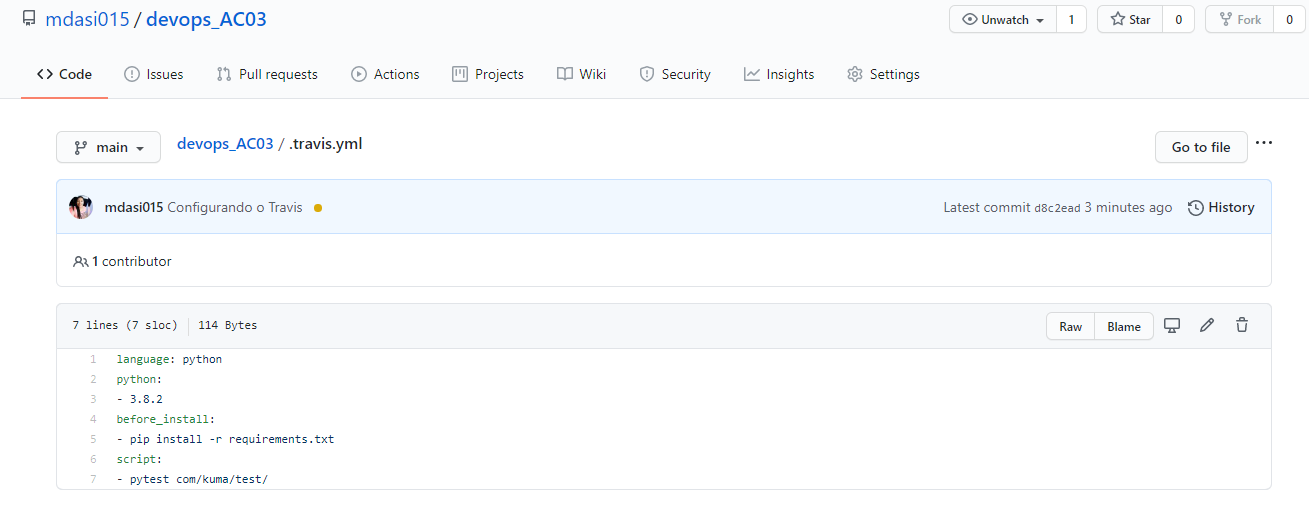 mdasi015 / devops_AC03
Unwatch 1 Star 0 Fork 0
Code Issues Pull requests Actions Projects Wiki Security Insights Settings
main devops_AC03 / .travis.yml Go to file ...
mdasi015 Configurando o Travis Latest commit d8c2ead 3 minutes ago History
1 contributor
7 lines (7 sloc) 114 Bytes Raw Blame
1 language: python
2 python:
3 - 3.8.2
4 before_install:
5 - pip install -r requirements.txt
6 script:
7 - pytest com/kuma/test/